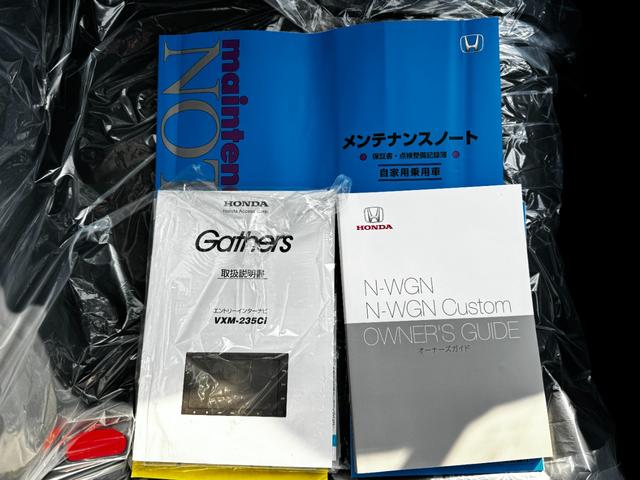 mainten
NOT
メンテナンスノート
保証書・点検整備記録簿
自家用乗用車
HONDA
Honda Access Corp.
Gathers
取扱説明書
エントリーインターナビ
VXM-235Ci
HONDA
N-WGN
N-WGN Custom
OWNER'S GUIDE
オーナーズガイド